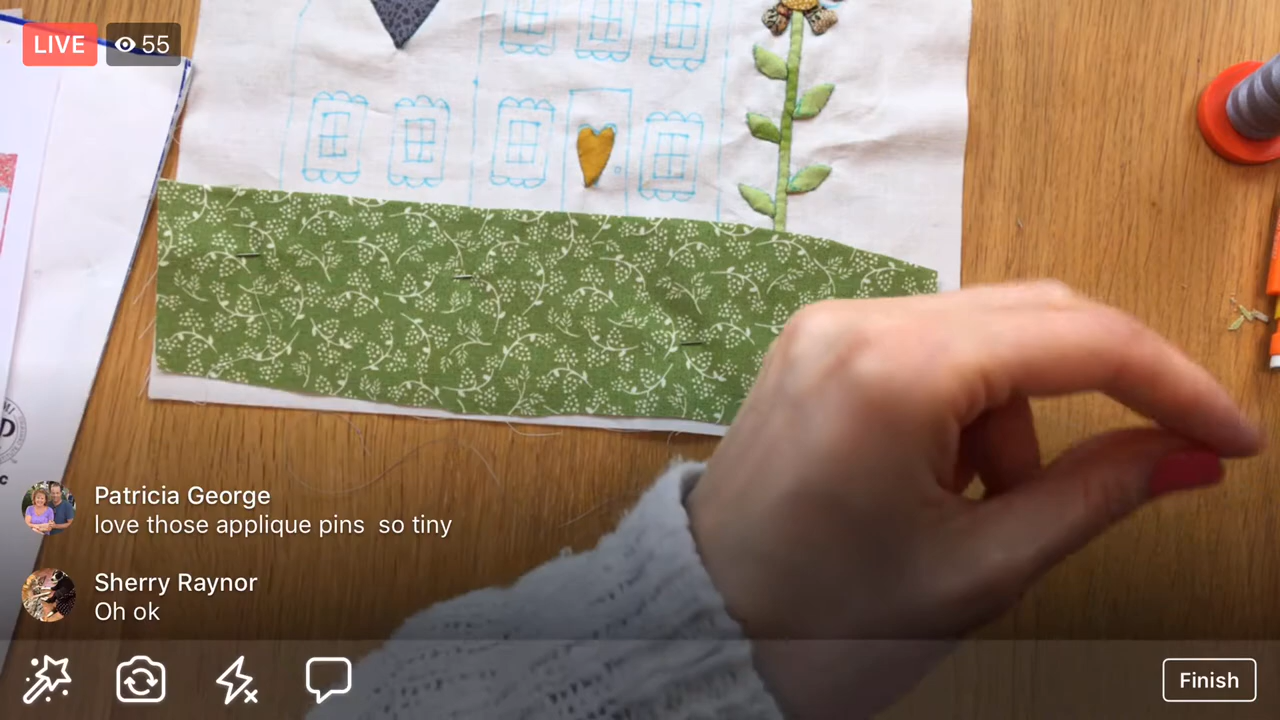 LIVE
55
Patricia George
love those applique pins so tiny
Sherry Raynor
Oh ok
Finish